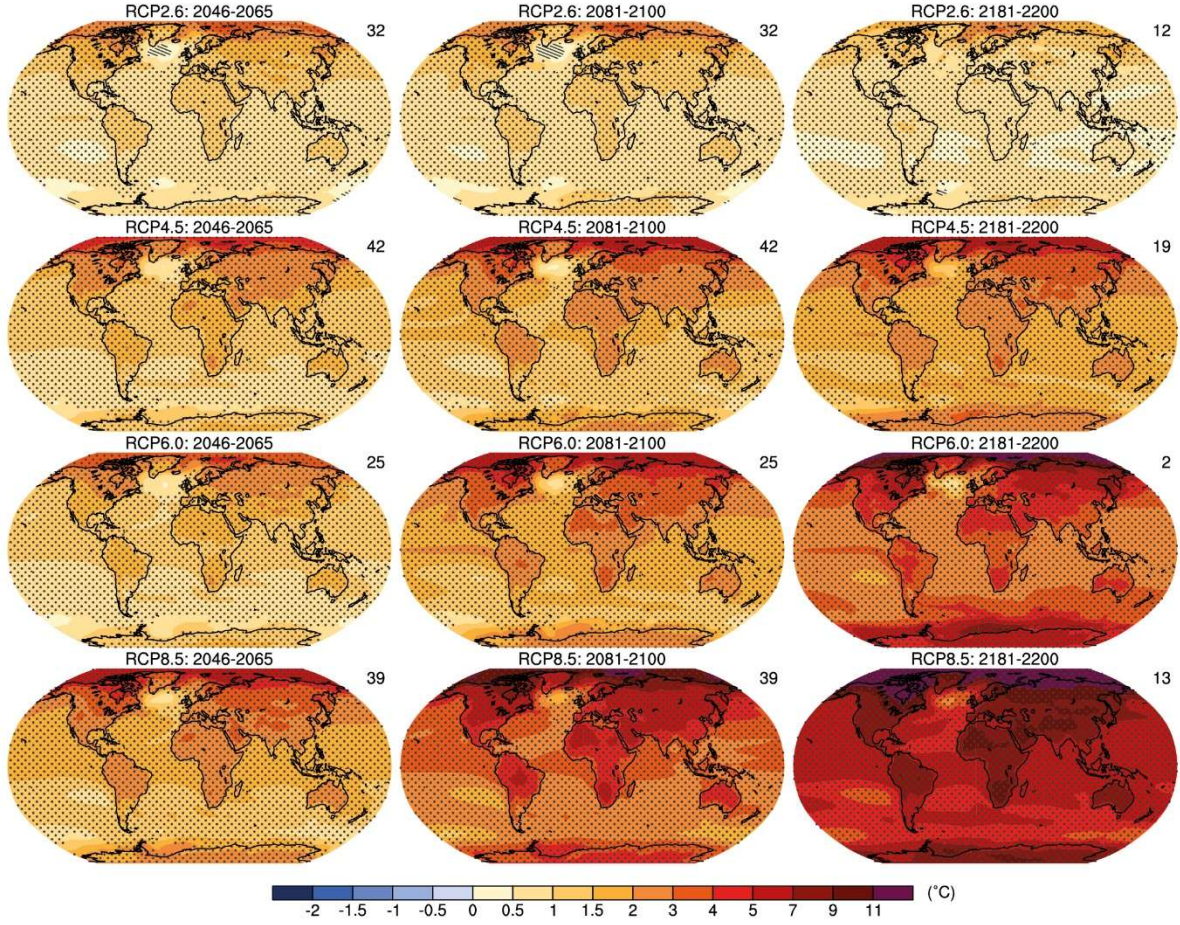 RCP2.6: 2046-2065 32 RCP2.6: 2081-2100 32 RCP2.6: 2181-2200 12
RCP4.5: 2046-2065 42 RCP4.5: 2081-2100 42 RCP4.5: 2181-2200 19
RCP6.0: 2046-2065 25 RCP6.0: 2081-2100 25 RCP6.0: 2181-2200 2
RCP8.5: 2046-2065 39 RCP8.5: 2081-2100 39 RCP8.5: 2181-2200 13
-2 -1.5 -1 -0.5 0 0.5 1 1.5 2 3 4 5 7 9 11 (°C)